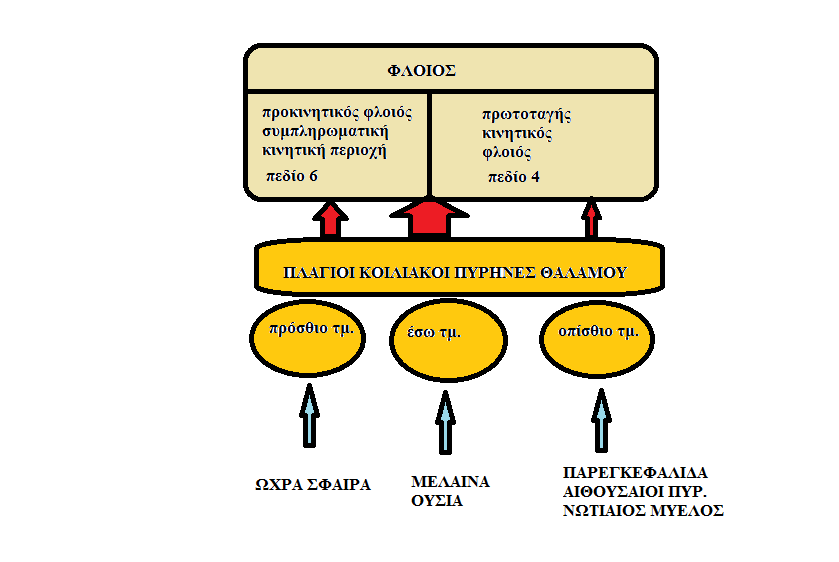 ΦΛΟΙΟΣ
προκινητικός φλοιός
συμπληρωματική
κινητική περιοχή
πεδίο 6
πρωτοταγής
κινητικός
φλοιός
πεδίο 4
ΠΛΑΓΙΟΙ ΚΟΙΛΙΑΚΟΙ ΠΥΡΗΝΕΣ ΘΑΛΑΜΟΥ
πρόσθιο τμ.
έσω τμ.
οπίσθιο τμ.
ΩΧΡΑ ΣΦΑΙΡΑ
ΜΕΛΑΙΝΑ
ΟΥΣΙΑ
ΠΑΡΕΓΚΕΦΑΛΙΔΑ
ΑΙΘΟΥΣΑΙΟΙ ΠΥΡ.
ΝΩΤΙΑΙΟΣ ΜΥΕΛΟΣ